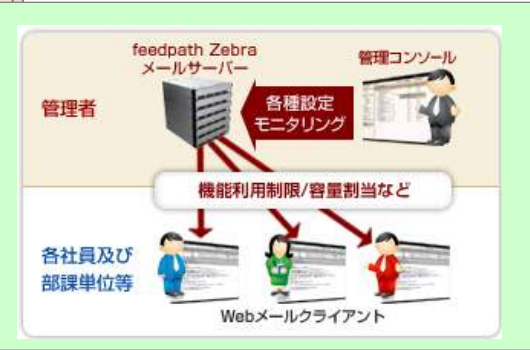 feedpath Zebra
メールサーバー
管理コンソール
管理者
各種設定
モニタリング
機能利用制限/容量割当など
各社員及び
部課単位等
Webメールクライアント